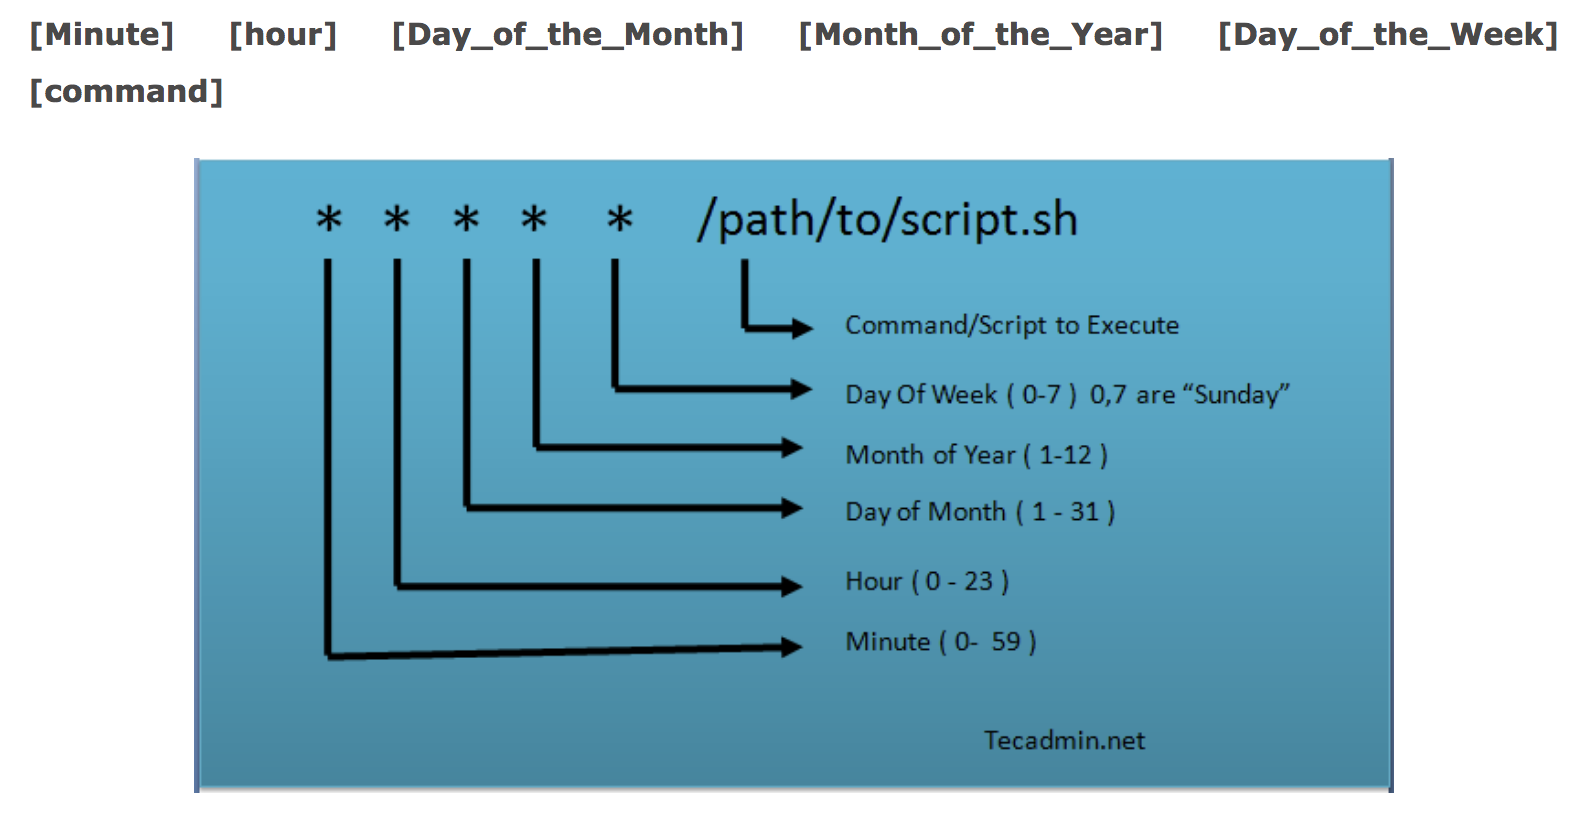 [Minute] [hour] [Day_of_the_Month] [Month_of_the_Year] [Day_of_the_Week]
[command]
* * * * * /path/to/script.sh
Command/Script to Execute
Day Of Week ( 0-7 ) 0,7 are “Sunday”
Month of Year ( 1-12 )
Day of Month ( 1 - 31 )
Hour ( 0 - 23 )
Minute ( 0- 59 )
Tecadmin.net